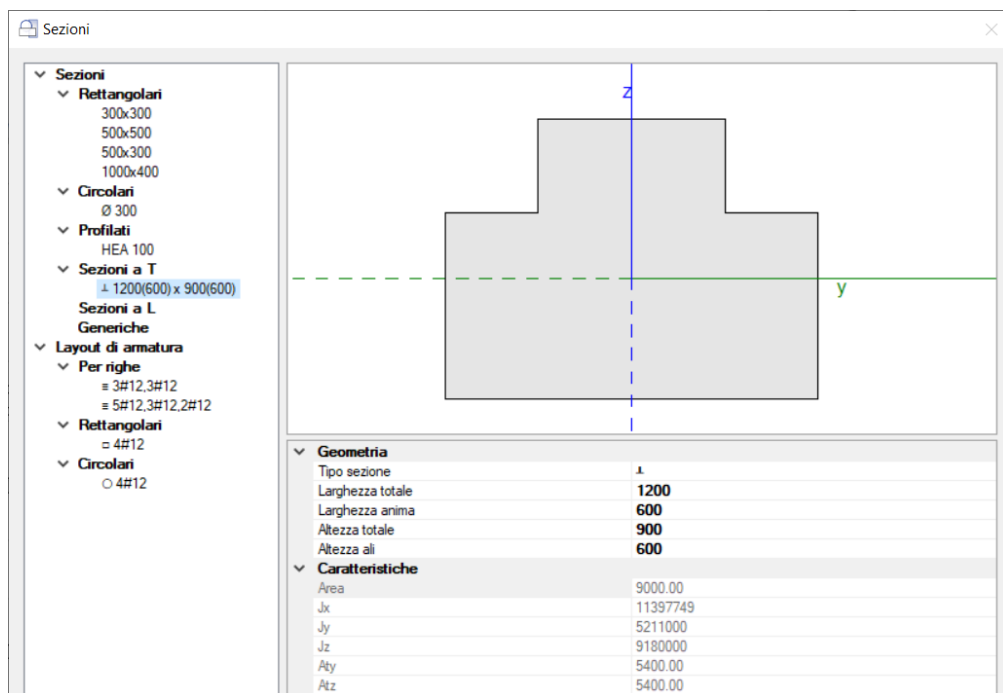 Sezioni
Sezioni
Rettangolari
300x300
500x500
500x300
1000x400
Circolari
Ø 300
Profilati
HEA 100
Sezioni a T
⊥ 1200(600) x 900(600)
Sezioni a L
Generiche
Layout di armatura
Per righe
≡ 3#12,3#12
≡ 5#12,3#12,2#12
Rettangolari
□ 4#12
Circolari
○ 4#12
z
y
Geometria
Tipo sezione ⊥
Larghezza totale 1200
Larghezza anima 600
Altezza totale 900
Altezza ali 600
Caratteristiche
Area 9000.00
Jx 11397749
Jy 5211000
Jz 9180000
Aty 5400.00
Atz 5400.00